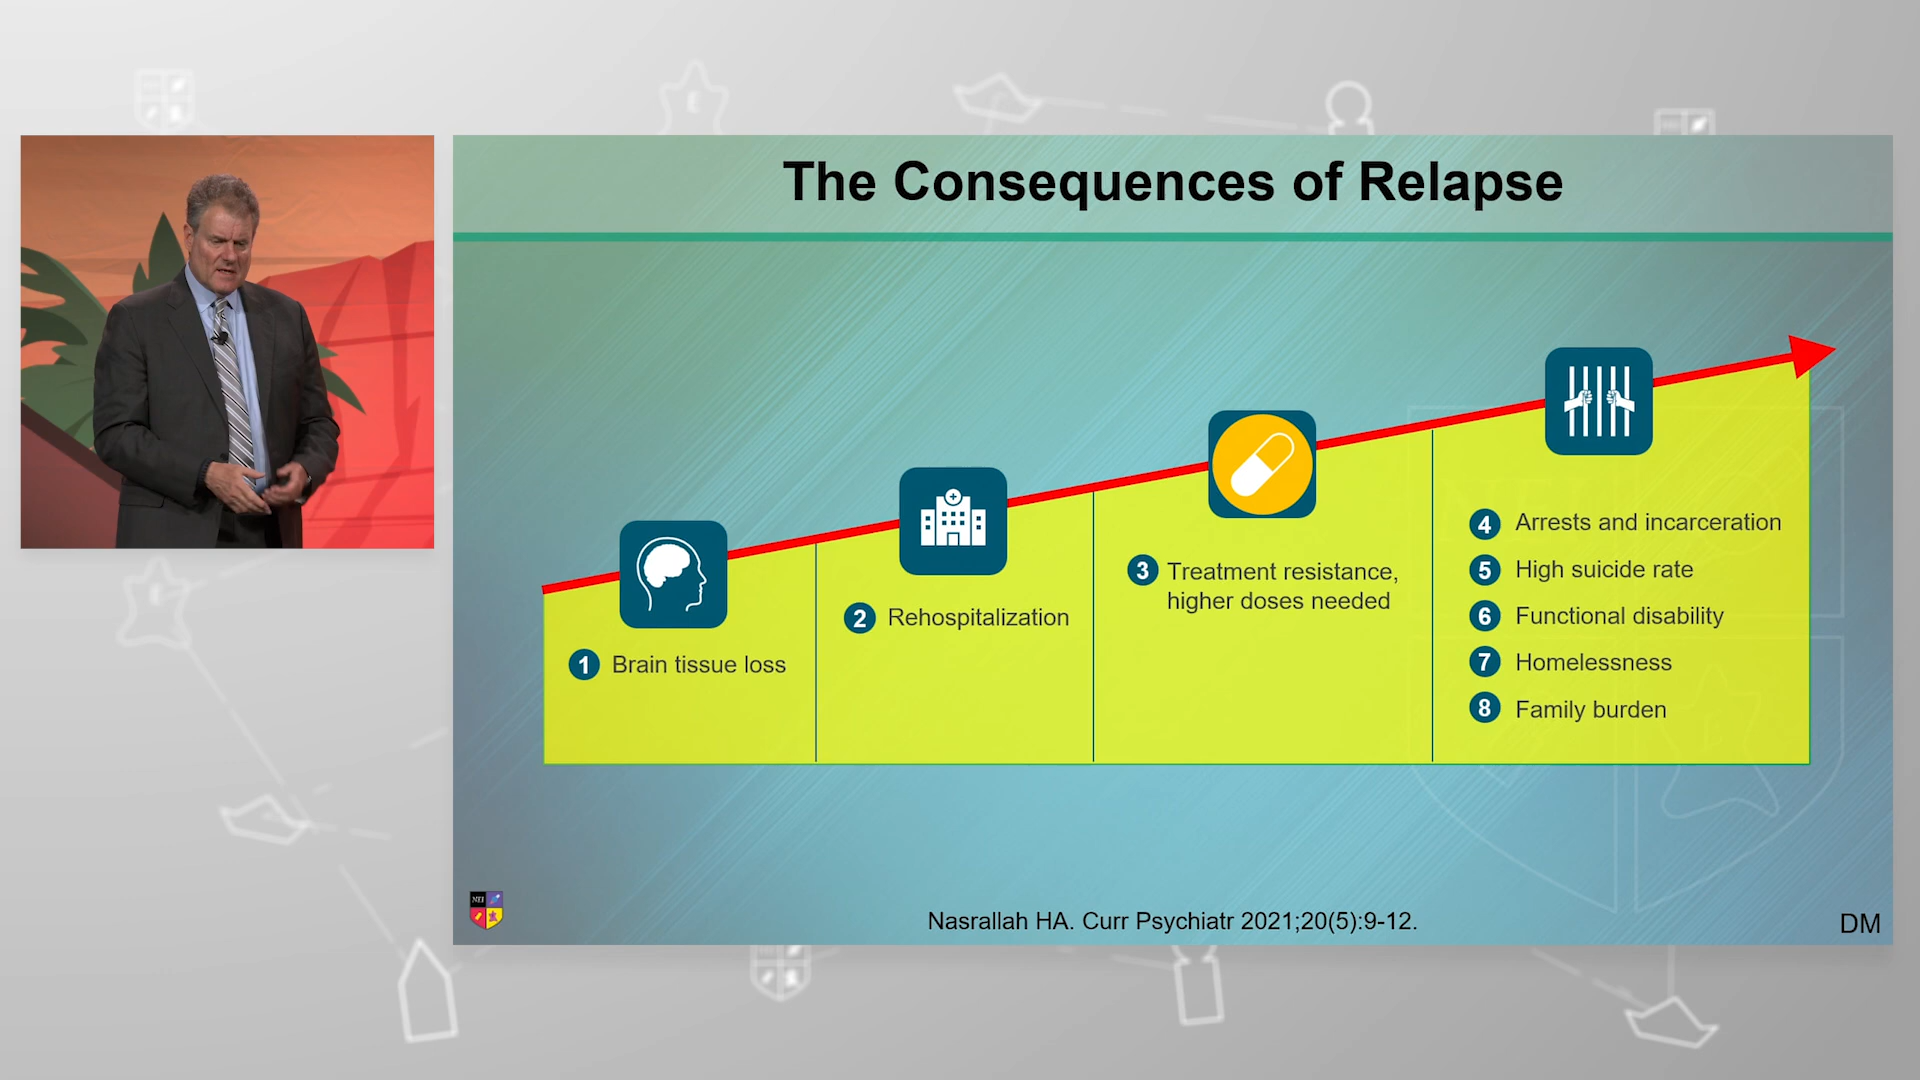 The Consequences of Relapse
1 Brain tissue loss
2 Rehospitalization
3 Treatment resistance,
higher doses needed
4 Arrests and incarceration
5 High suicide rate
6 Functional disability
7 Homelessness
8 Family burden
NEI
Nasrallah HA. Curr Psychiatr 2021;20(5):9-12.
DM